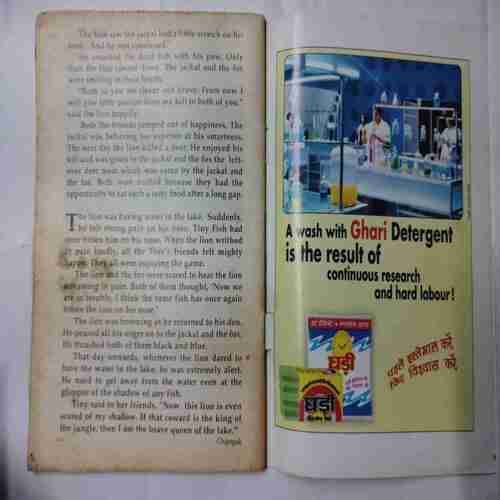 The lion saw the jackal had a little scratch on his
And he was convinced.
He smashed the dead fish with his paw. Only
then the lion calmed down. The jackal and the fox
were smiling in their hearts.
"Both of you are clever and brave. From now I
will give little portion from my kill to both of you."
said the lion happily.
Both the friends jumped out of happiness. The
jackal was behaving like superior at his smartness.
The next day the lion killed a deer. He enjoyed his
kill and was given to the jackal and the fox the left-
over deer meat which was eaten by the jackal and
the fox. Both were excited because they had the
opportunity to eat such a tasty food after a long gap.
The lion was having water in the lake. Suddenly,
he felt strong pain on his nose. Tiny Fish had
once bitten him on his nose. When the lion writhed
in pain loudly, all the Tiny's friends felt mighty
happy. They all were enjoying the game.
The lion and the fox were scared to hear the lion
screaming in pain. Both of them thought, 'Now we
are in trouble. I think the same fish has once again
bitten the lion on her nose.'
The lion was frowning as he returned to his den.
He poured all his anger on to the jackal and the fox.
He thrashed both of them black and blue.
That day onwards, whenever the lion dared to
have the water in the lake, he was extremely alert.
He used to get away from the water even at the
glimpse of the shadow of any fish.
Tiny said to her friends, "Now this lion is even
scared of my shadow. If that coward is the king of
the jungle, then I am the brave queen of the lake."
A wash with Ghari Detergent
is the result of
continuous research
and hard labour!
घड़ी
घड़ी
पहले इस्तेमाल करें
फिर विश्वास करें